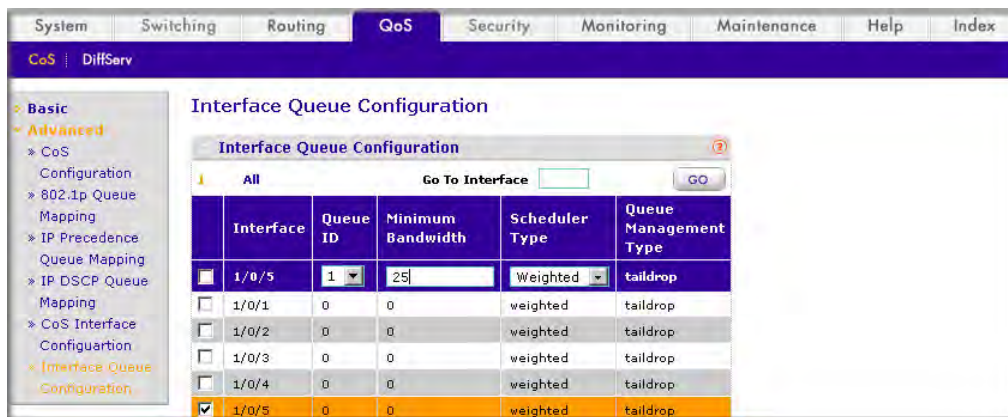 System Switching Routing QoS Security Monitoring Maintenance Help Index
CoS DiffServ
Basic
Advanced
» CoS
Configuration
» 802.1p Queue
Mapping
» IP Precedence
Queue Mapping
» IP DSCP Queue
Mapping
» CoS Interface
Configuartion
» Interface Queue
Configuration
Interface Queue Configuration
Interface Queue Configuration
1 All Go To Interface GO
Interface Queue ID Minimum Bandwidth Scheduler Type Queue Management Type
1/0/5 1 25 Weighted taildrop
1/0/1 0 0 weighted taildrop
1/0/2 0 0 weighted taildrop
1/0/3 0 0 weighted taildrop
1/0/4 0 0 weighted taildrop
1/0/5 0 0 weighted taildrop